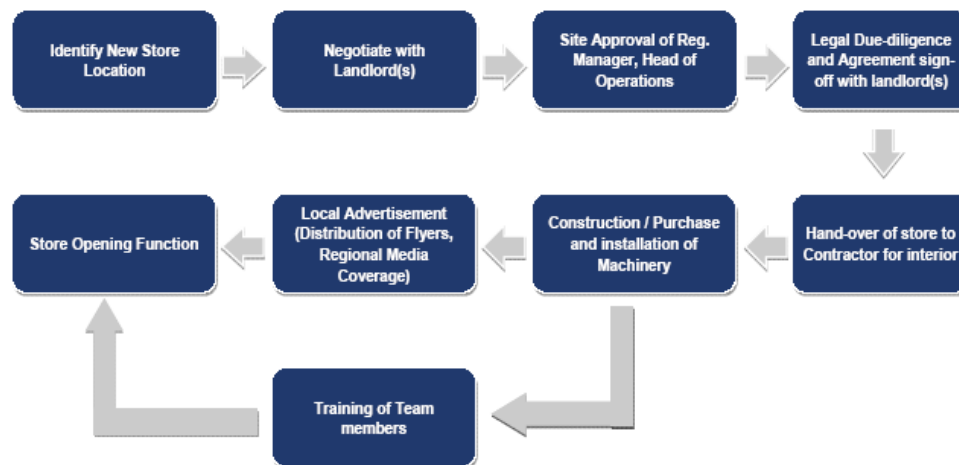 Identify New Store
Location
Negotiate with
Landlord(s)
Site Approval of Reg.
Manager, Head of
Operations
Legal Due-diligence
and Agreement sign-
off with landlord(s)
Hand-over of store to
Contractor for interior
Construction / Purchase
and installation of
Machinery
Local Advertisement
(Distribution of Flyers,
Regional Media
Coverage)
Store Opening Function
Training of Team
members